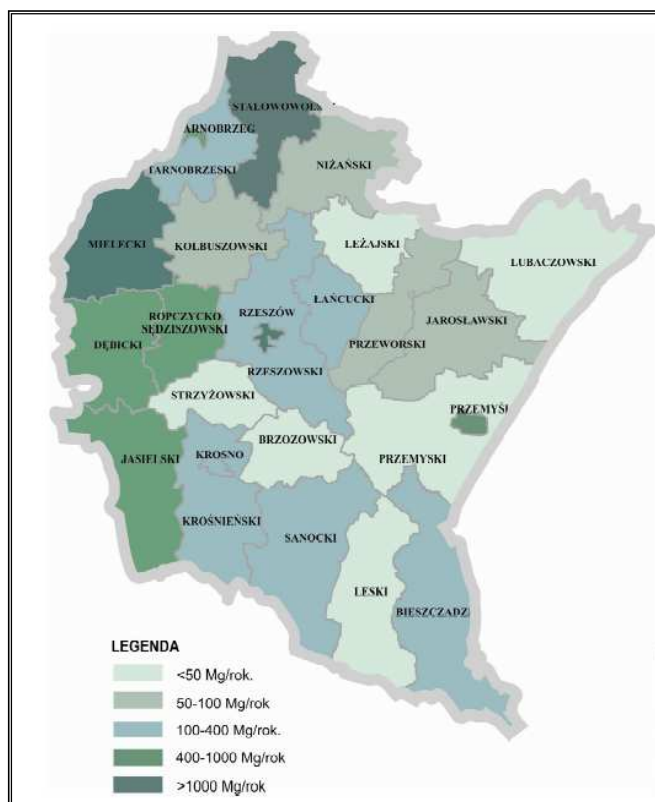 STALOWOWOLS
ARNOBRZEG
TARNOBRZESKI
NIŻAŃSKI
MIELECKI
KOLBUSZOWSKI
LEŻAJSKI
LUBACZOWSKI
ROPCZYCKO
SĘDZISZOWSKI
RZESZÓW
ŁAŃCUCKI
JAROSŁAWSKI
DĘBICKI
PRZEWORSKI
RZESZOWSKI
STRZYŻOWSKI
PRZEMYŚL
BRZOZOWSKI
JASIELSKI
KROSNO
PRZEMYSKI
KROŚNIEŃSKI
SANOCKI
LESKI
BIESZCZADZ
LEGENDA
<50 Mg/rok.
50-100 Mg/rok
100-400 Mg/rok.
400-1000 Mg/rok
>1000 Mg/rok